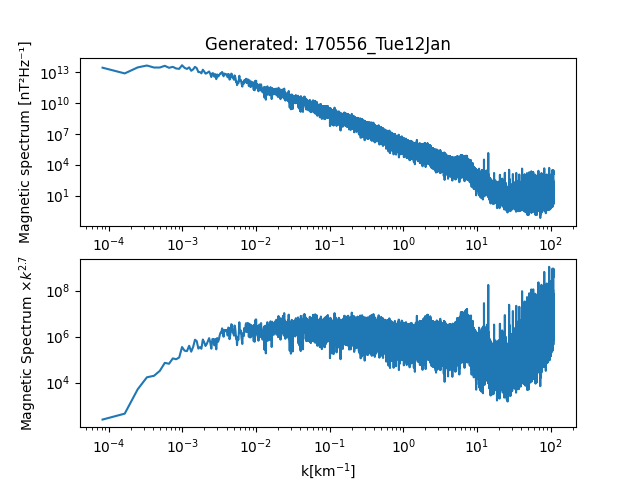 Generated: 170556_Tue12Jan
Magnetic spectrum [nT²Hz⁻¹]
10¹³
10¹⁰
10⁷
10⁴
10¹
10⁻⁴ 10⁻³ 10⁻² 10⁻¹ 10⁰ 10¹ 10²
Magnetic Spectrum ×k²·⁷
10⁸
10⁶
10⁴
10⁻⁴ 10⁻³ 10⁻² 10⁻¹ 10⁰ 10¹ 10²
k[km⁻¹]